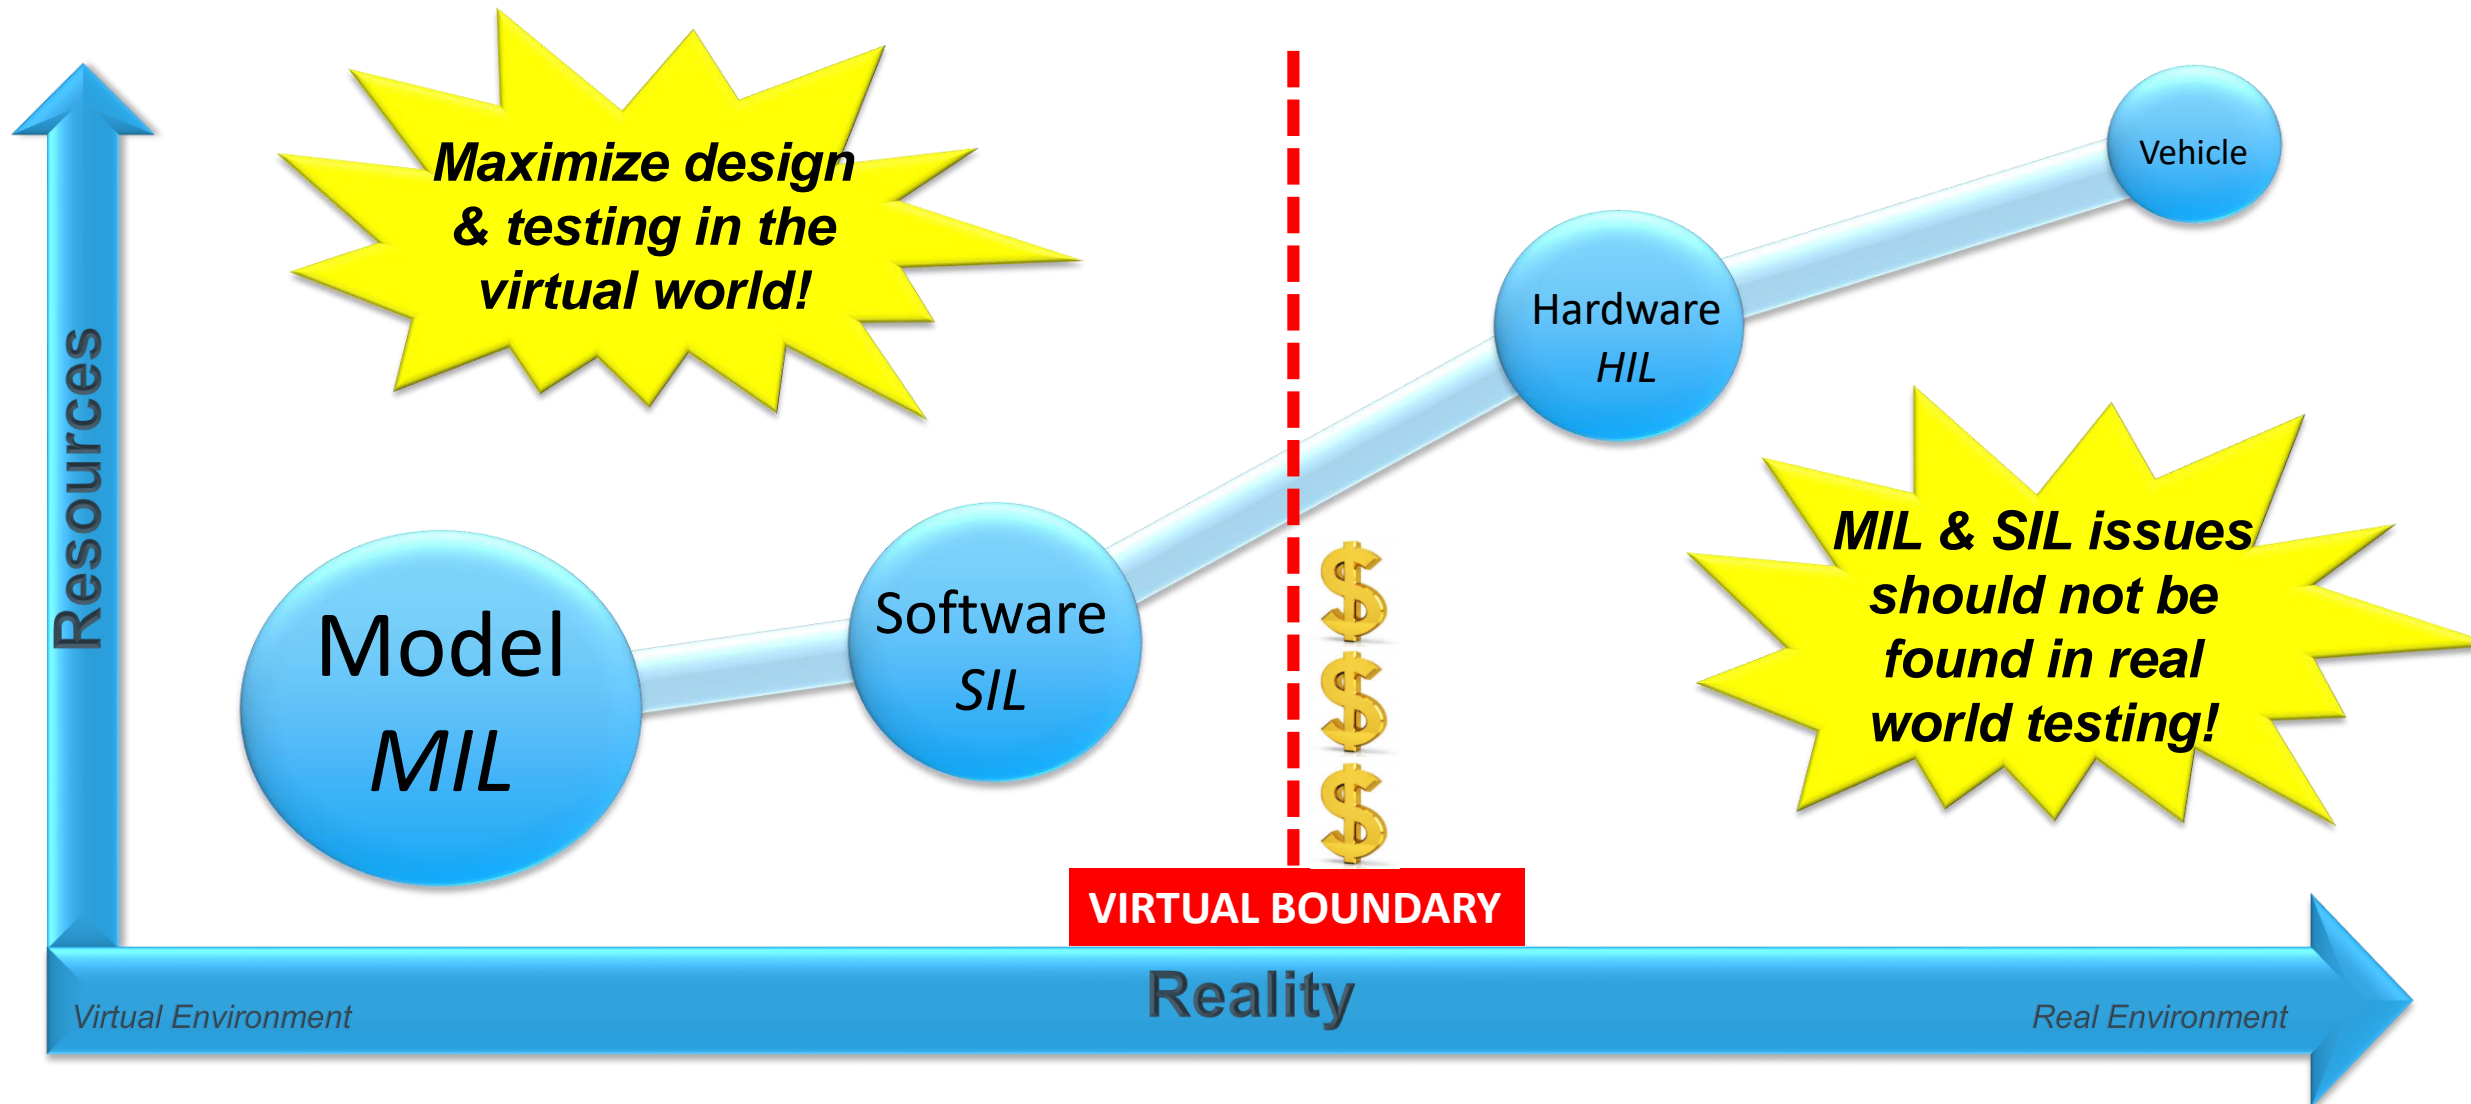 Maximize design
& testing in the
virtual world!
Vehicle
Hardware
HIL
Resources
MIL & SIL issues
should not be
found in real
world testing!
Software
SIL
Model
MIL
$
$
$
VIRTUAL BOUNDARY
Reality
Virtual Environment
Real Environment